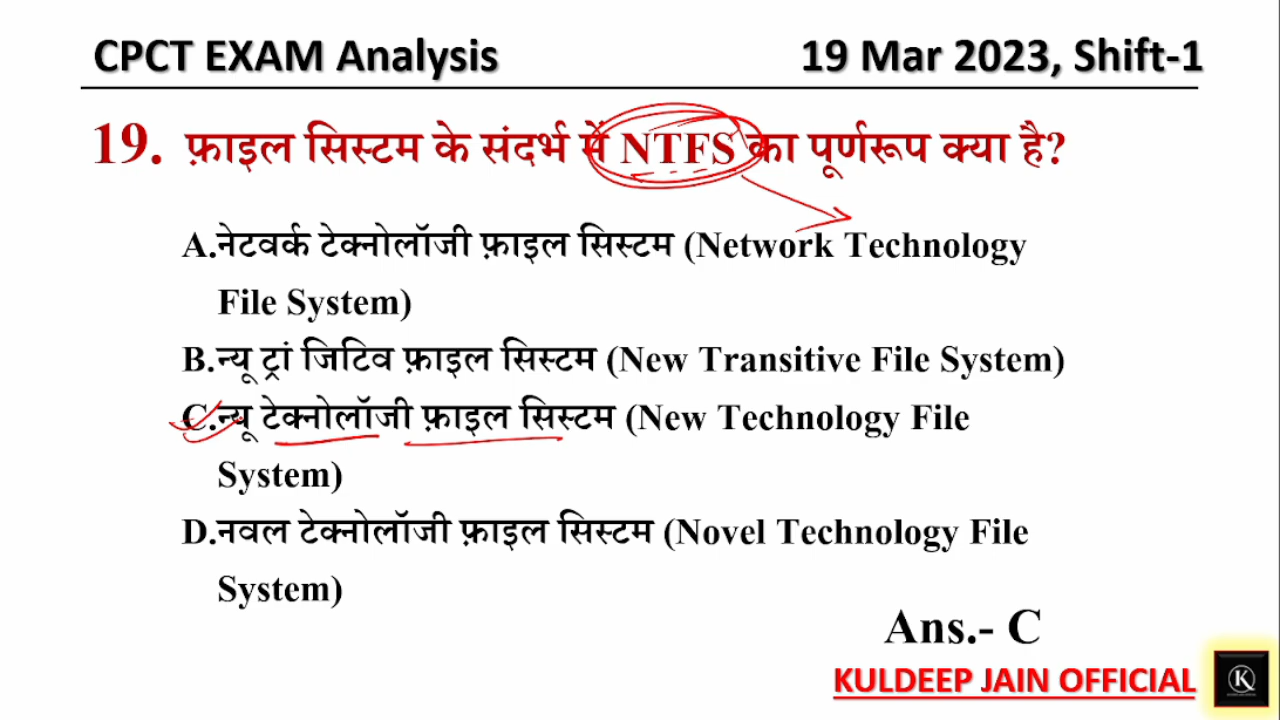 CPCT EXAM Analysis 19 Mar 2023, Shift-1
19. फ़ाइल सिस्टम के संदर्भ में NTFS का पूर्णरूप क्या है?
A.नेटवर्क टेक्नोलॉजी फ़ाइल सिस्टम (Network Technology
File System)
B.न्यू ट्रां जिटिव फ़ाइल सिस्टम (New Transitive File System)
C.न्यू टेक्नोलॉजी फ़ाइल सिस्टम (New Technology File
System)
D.नवल टेक्नोलॉजी फ़ाइल सिस्टम (Novel Technology File
System)
Ans.- C
KULDEEP JAIN OFFICIAL